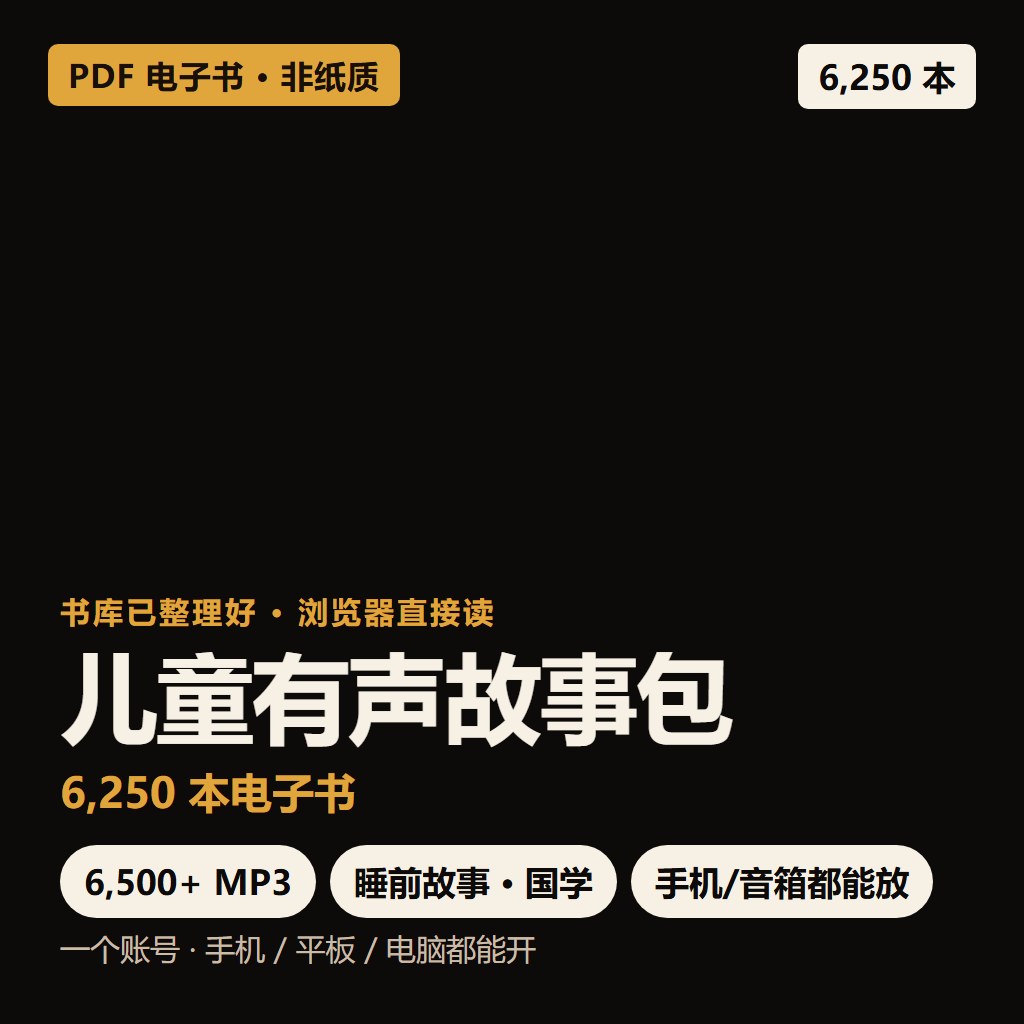 PDF 电子书 · 非纸质
6,250 本
书库已整理好 · 浏览器直接读
儿童有声故事包
6,250 本电子书
6,500+ MP3
睡前故事 · 国学
手机/音箱都能放
一个账号 · 手机 / 平板 / 电脑都能开